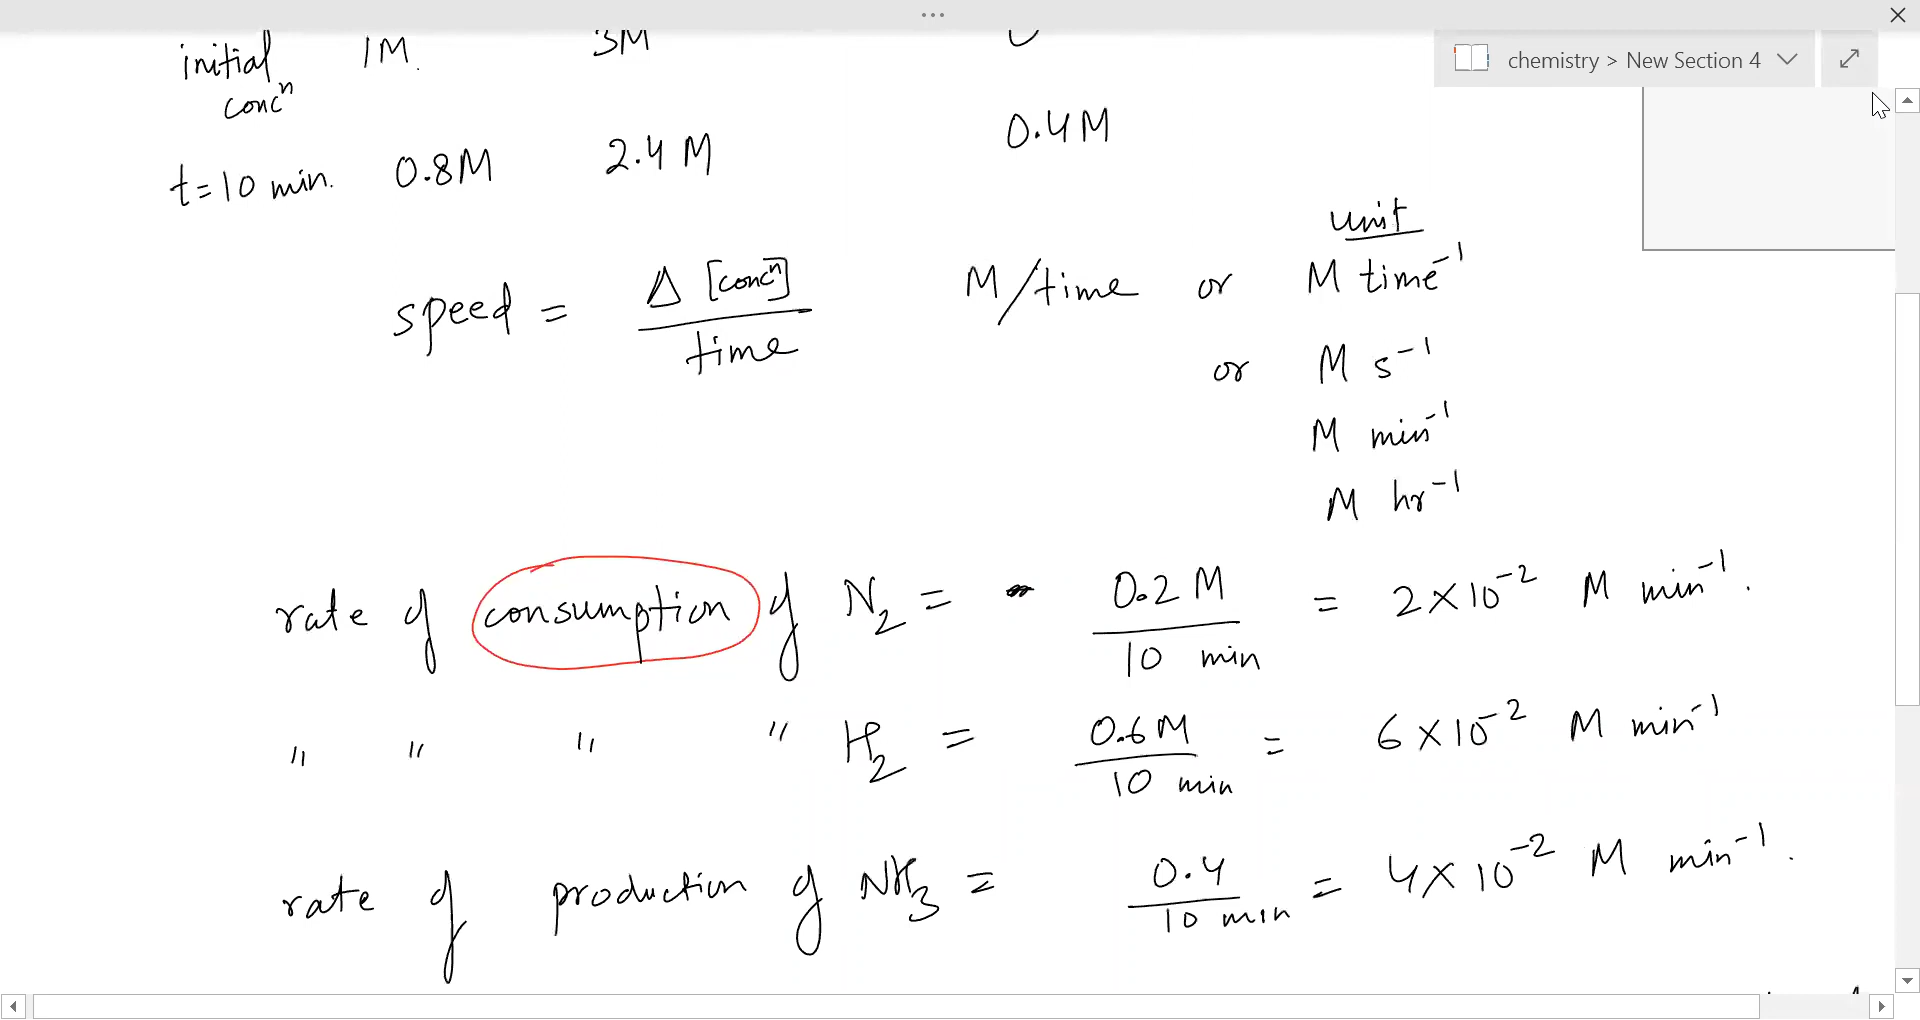 chemistry > New Section 4
initial 1M. 3M
concⁿ
t=10 min. 0.8M 2.4 M 0.4M
unit
speed = Δ [concⁿ] / time M/time or M time⁻¹
or M s⁻¹
M min⁻¹
M hr⁻¹
rate of consumption of N₂ = 0.2 M / 10 min = 2×10⁻² M min⁻¹.
" " " " H₂ = 0.6M / 10 min = 6×10⁻² M min⁻¹
rate of production of NH₃ = 0.4 / 10 min = 4×10⁻² M min⁻¹.